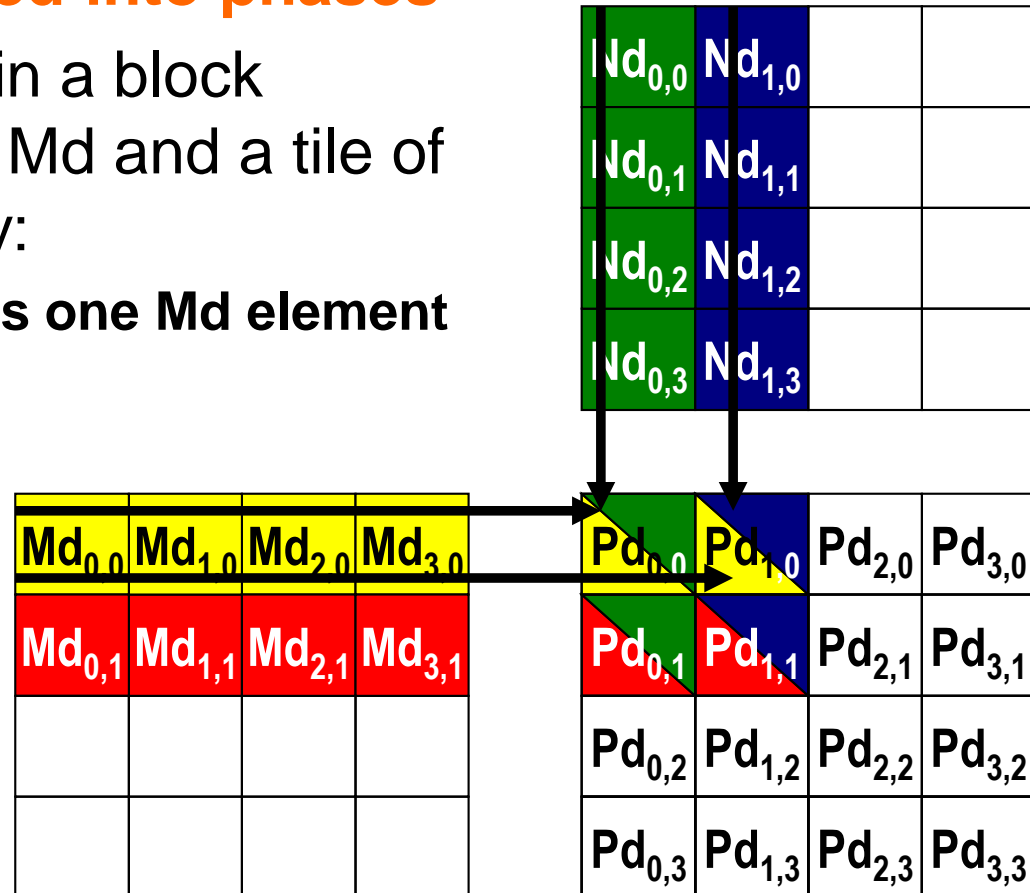 into phases
in a block
Md and a tile of
one Md element
Nd0,0 Nd1,0
Nd0,1 Nd1,1
Nd0,2 Nd1,2
Nd0,3 Nd1,3
Md0,0 Md1,0 Md2,0 Md3,0
Md0,1 Md1,1 Md2,1 Md3,1
Pd0,0 Pd1,0 Pd2,0 Pd3,0
Pd0,1 Pd1,1 Pd2,1 Pd3,1
Pd0,2 Pd1,2 Pd2,2 Pd3,2
Pd0,3 Pd1,3 Pd2,3 Pd3,3